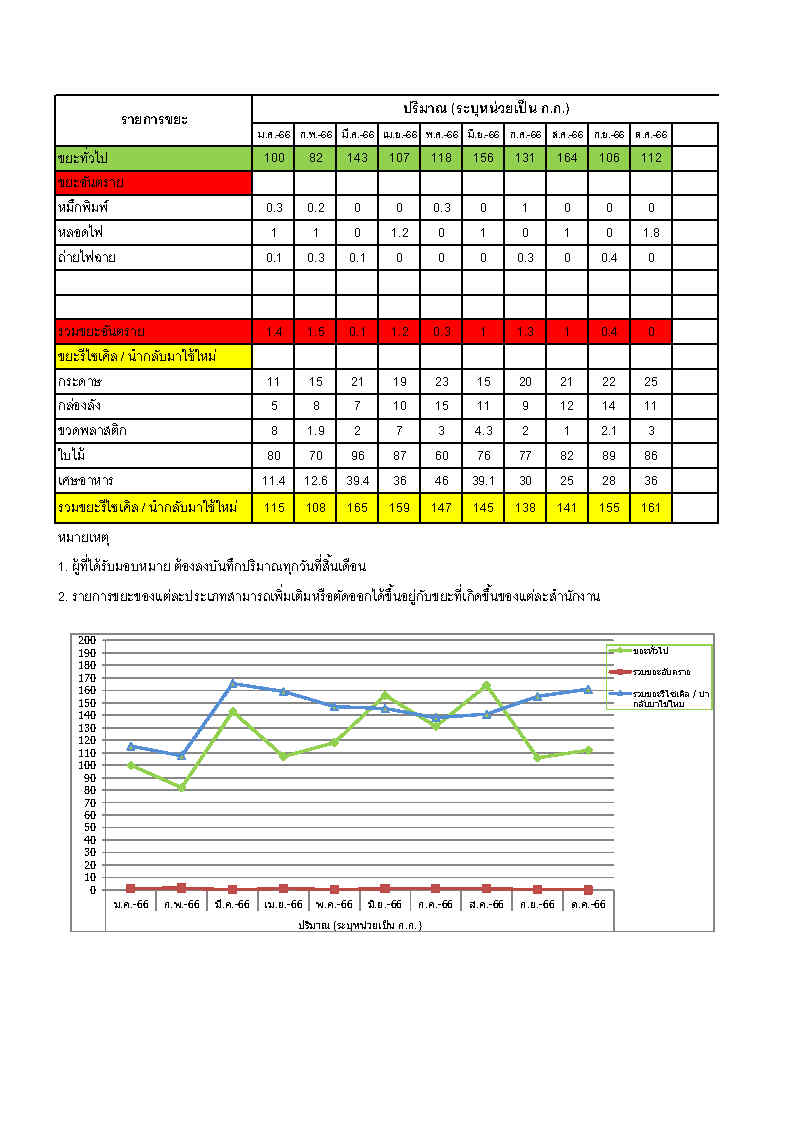 รายการขยะ ปริมาณ (ระบุหน่วยเป็น ก.ก.)
ม.ค.-66 ก.พ.-66 มี.ค.-66 เม.ย.-66 พ.ค.-66 มิ.ย.-66 ก.ค.-66 ส.ค.-66 ก.ย.-66 ต.ค.-66
ขยะทั่วไป 100 82 143 107 118 156 131 164 106 112
ขยะอันตราย
หมึกพิมพ์ 0.3 0.2 0 0 0.3 0 1 0 0 0
หลอดไฟ 1 1 0 1.2 0 1 0 1 0 1.8
ถ่ายไฟฉาย 0.1 0.3 0.1 0 0 0 0.3 0 0.4 0
รวมขยะอันตราย 1.4 1.5 0.1 1.2 0.3 1 1.3 1 0.4 0
ขยะรีไซเคิล / นำกลับมาใช้ใหม่
กระดาษ 11 15 21 19 23 15 20 21 22 25
กล่องลัง 5 8 7 10 15 11 9 12 14 11
ขวดพลาสติก 8 1.9 2 7 3 4.3 2 1 2.1 3
ใบไม้ 80 70 96 87 60 76 77 82 89 86
เศษอาหาร 11.4 12.6 39.4 36 46 39.1 30 25 28 36
รวมขยะรีไซเคิล / นำกลับมาใช้ใหม่ 115 108 165 159 147 145 138 141 155 161
หมายเหตุ
1. ผู้ที่ได้รับมอบหมาย ต้องลงบันทึกปริมาณทุกวันที่สิ้นเดือน
2. รายการขยะของแต่ละประเภทสามารถเพิ่มเติมหรือตัดออกได้ขึ้นอยู่กับขยะที่เกิดขึ้นของแต่ละสำนักงาน
200
190
180
170
160
150
140
130
120
110
100
90
80
70
60
50
40
30
20
10
0
ม.ค.-66 ก.พ.-66 มี.ค.-66 เม.ย.-66 พ.ค.-66 มิ.ย.-66 ก.ค.-66 ส.ค.-66 ก.ย.-66 ต.ค.-66
ปริมาณ (ระบุหน่วยเป็น ก.ก.)
ขยะทั่วไป
รวมขยะอันตราย
รวมขยะรีไซเคิล / นำ
กลับมาใช้ใหม่